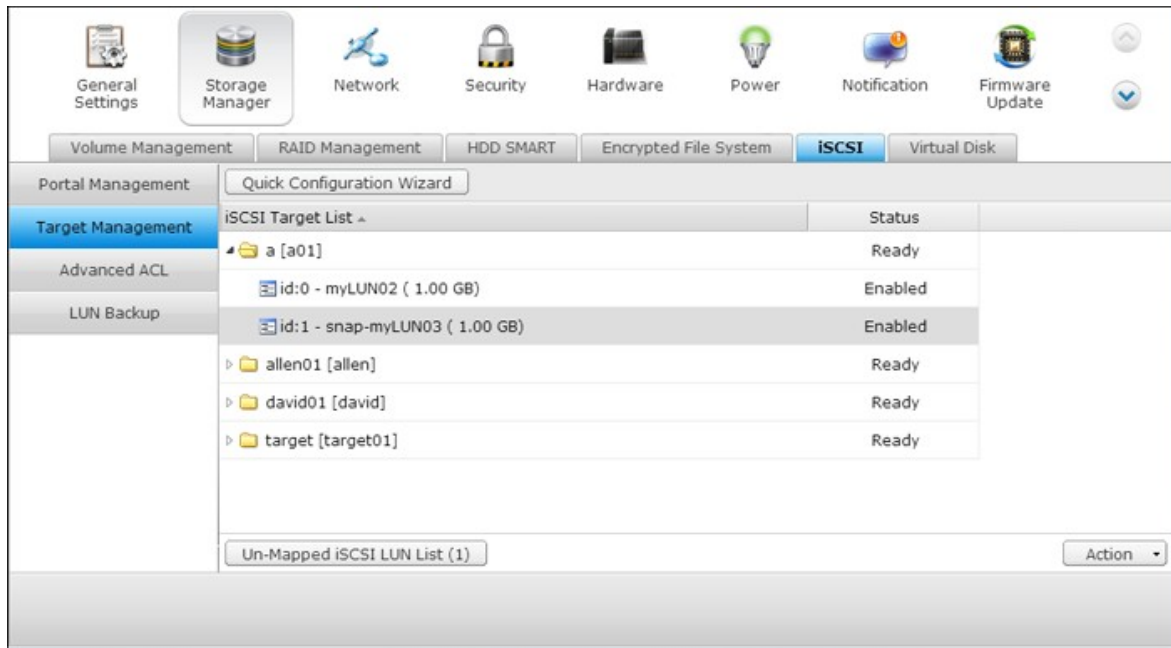 General
Settings
Storage
Manager
Network
Security
Hardware
Power
Notification
Firmware
Update
Volume Management
RAID Management
HDD SMART
Encrypted File System
iSCSI
Virtual Disk
Portal Management
Target Management
Advanced ACL
LUN Backup
Quick Configuration Wizard
iSCSI Target List
Status
a [a01]
Ready
id:0 - myLUN02 ( 1.00 GB)
Enabled
id:1 - snap-myLUN03 ( 1.00 GB)
Enabled
allen01 [allen]
Ready
david01 [david]
Ready
target [target01]
Ready
Un-Mapped iSCSI LUN List (1)
Action